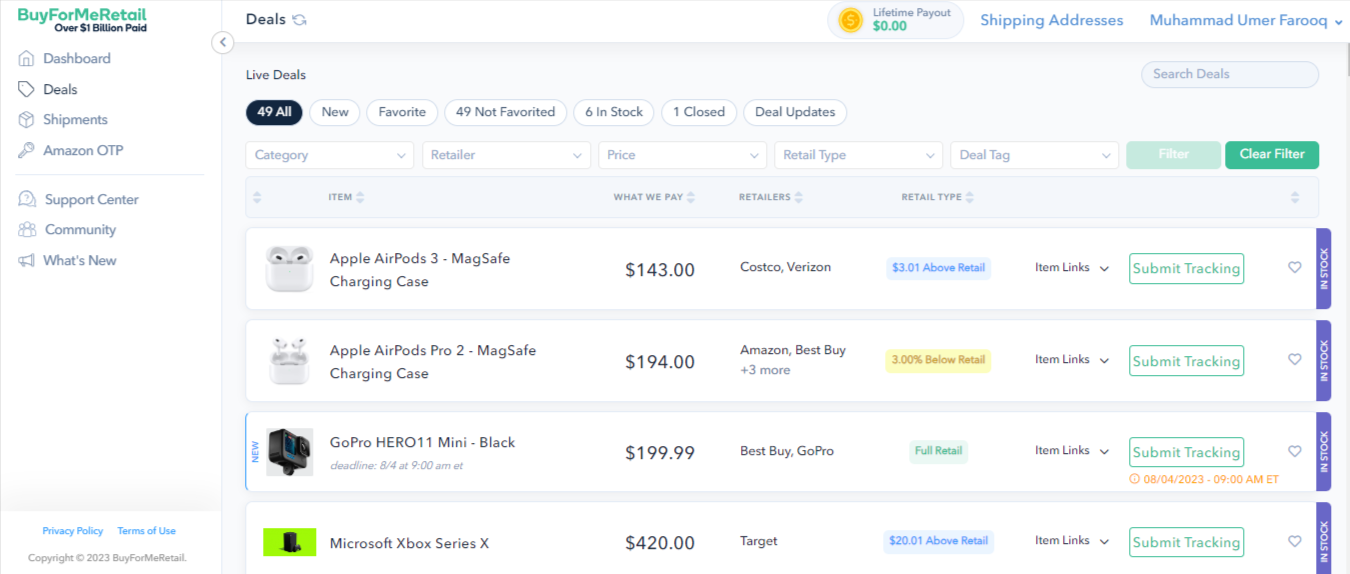 BuyForMeRetail
Over $1 Billion Paid
Dashboard
Deals
Shipments
Amazon OTP
Support Center
Community
What's New
Privacy Policy Terms of Use
Copyright © 2023 BuyForMeRetail.
Deals
Lifetime Payout
$0.00
Shipping Addresses
Muhammad Umer Farooq
Live Deals
Search Deals
49 All New Favorite 49 Not Favorited 6 In Stock 1 Closed Deal Updates
Category Retailer Price Retail Type Deal Tag Filter Clear Filter
ITEM WHAT WE PAY RETAILERS RETAIL TYPE
Apple AirPods 3 - MagSafe
Charging Case
$143.00
Costco, Verizon
$3.01 Above Retail
Item Links
Submit Tracking
IN STOCK
Apple AirPods Pro 2 - MagSafe
Charging Case
$194.00
Amazon, Best Buy
+3 more
3.00% Below Retail
Item Links
Submit Tracking
IN STOCK
NEW
GoPro HERO11 Mini - Black
deadline: 8/4 at 9:00 am et
$199.99
Best Buy, GoPro
Full Retail
Item Links
Submit Tracking
08/04/2023 - 09:00 AM ET
IN STOCK
Microsoft Xbox Series X
$420.00
Target
$20.01 Above Retail
Item Links
Submit Tracking
IN STOCK